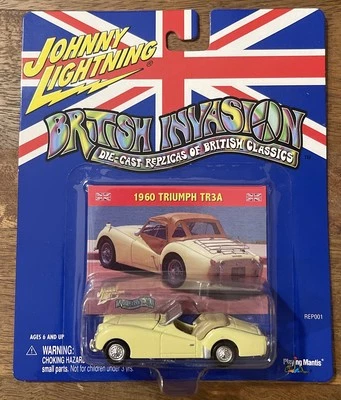 JOHNNY
LIGHTNING
BRITISH INVASION
DIE-CAST REPLICAS OF BRITISH CLASSICS
1960 TRIUMPH TR3A
REP001
AGES 6 AND UP
WARNING:
CHOKING HAZARD
small parts. Not for children under 3 yrs.
Playing Mantis